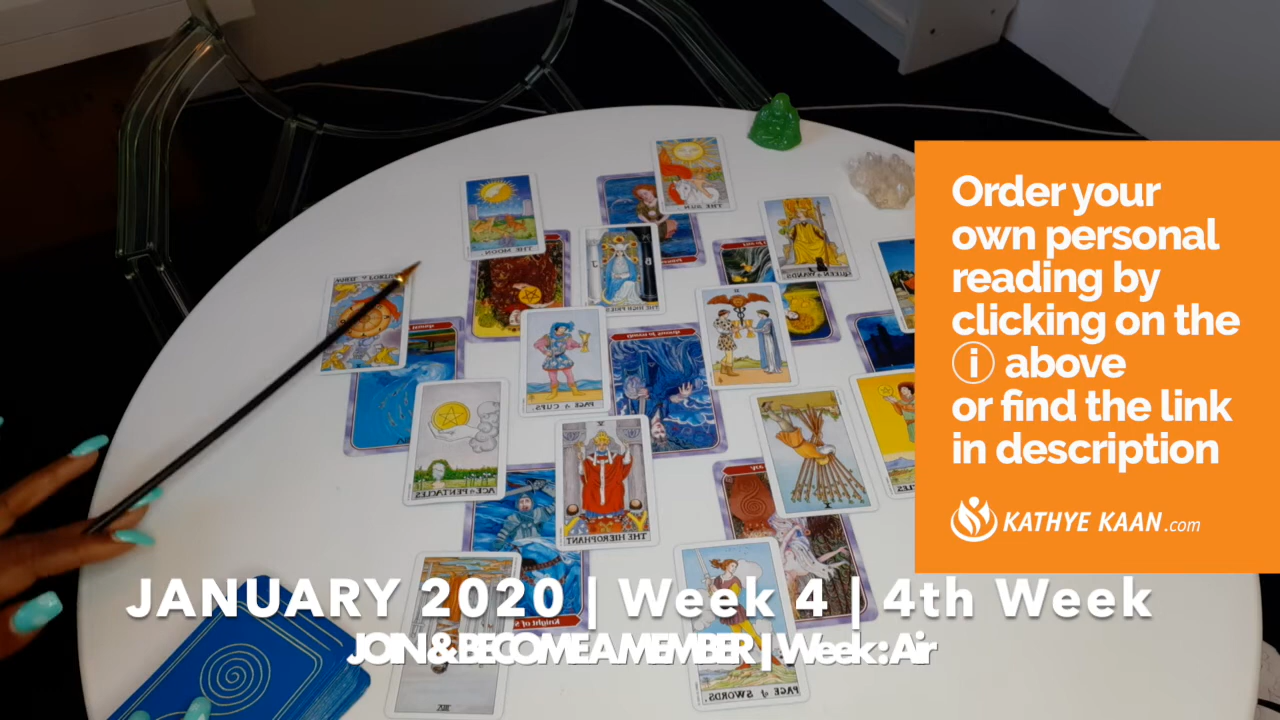 Order your
own personal
reading by
clicking on the
i above
or find the link
in description
KATHYE KAAN.com
THE SUN
THE MOON
QUEEN of WANDS
PAGE of CUPS.
ACE of PENTACLES
THE HIEROPHANT
JANUARY 2020 | Week 4 | 4th Week
JOIN & BECOME A MEMBER | Week: Air
PAGE of SWORDS.